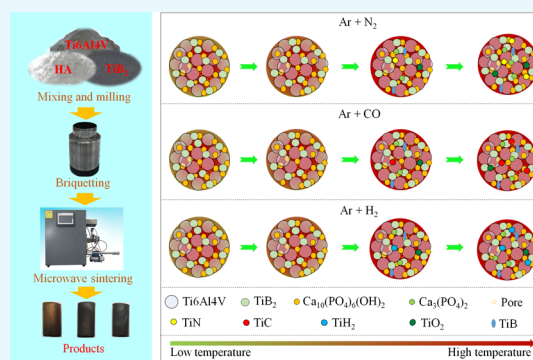 Ti6Al4V
HA
TiB₂
Mixing and milling
Briquetting
Microwave sintering
Products
Ar + N₂
Ar + CO
Ar + H₂
Ti6Al4V TiB₂ Ca₁₀(PO₄)₆(OH)₂ Ca₃(PO₄)₂ Pore
TiN TiC TiH₂ TiO₂ TiB
Low temperature High temperature